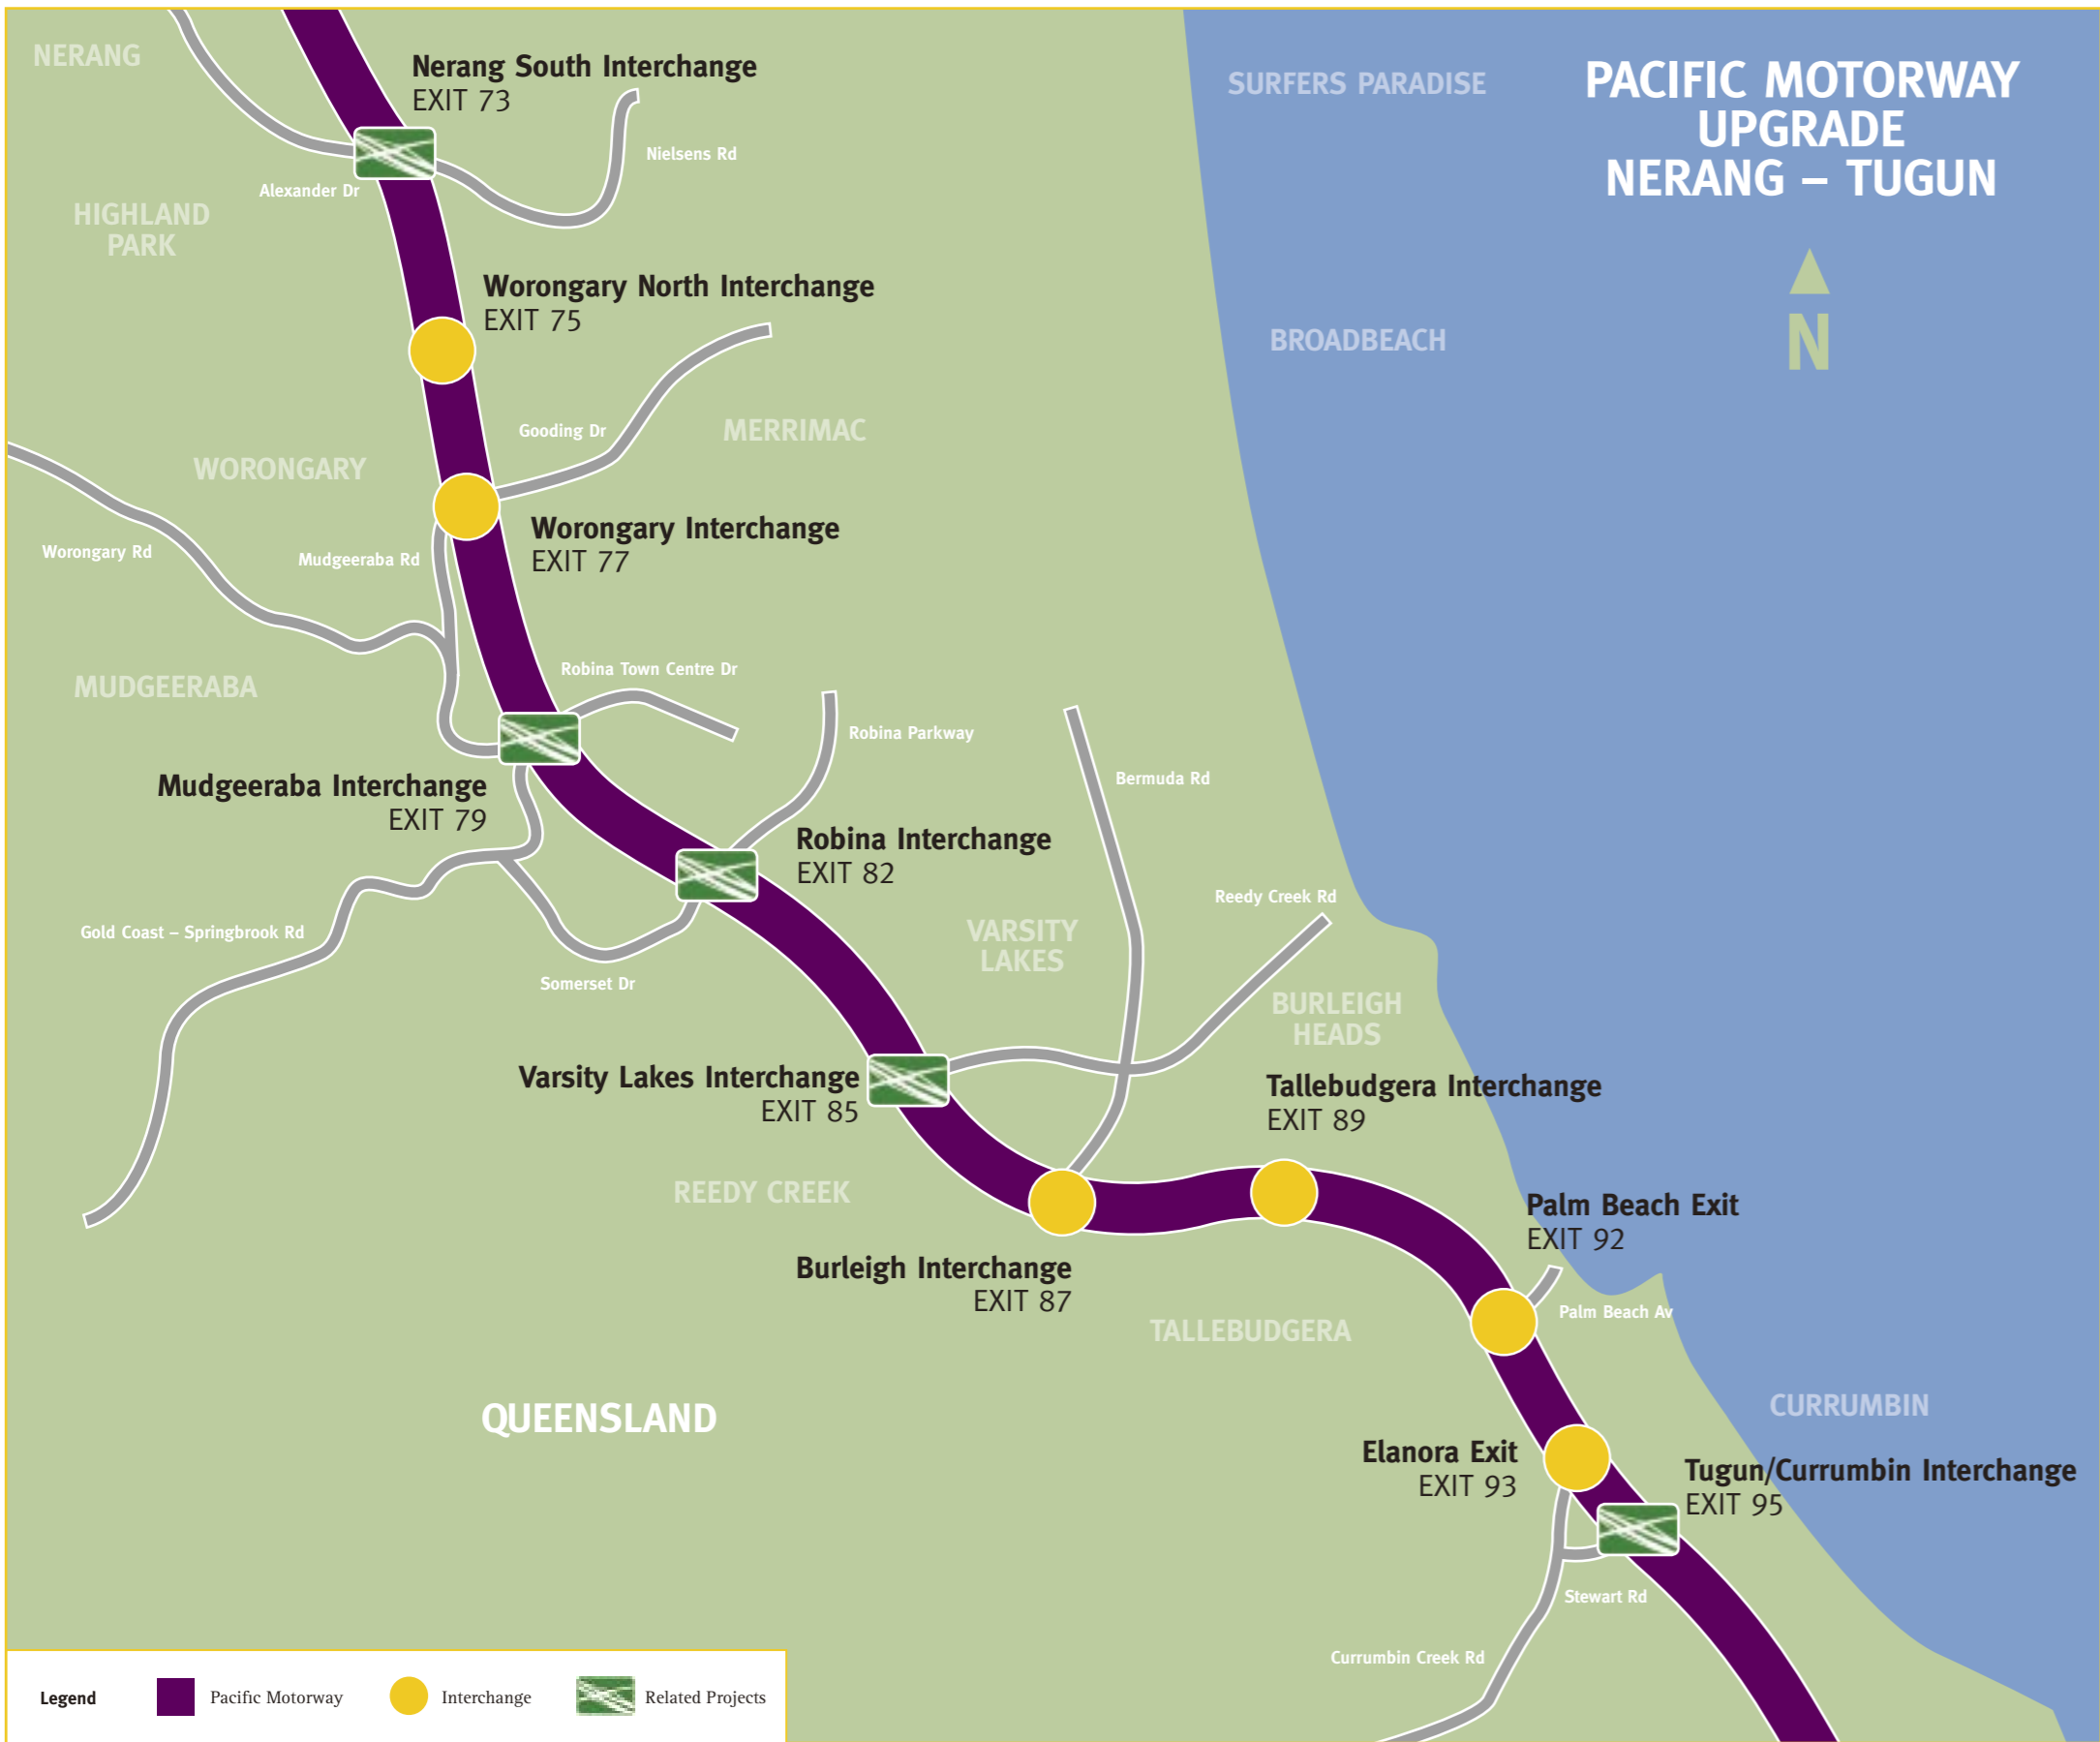 NERANG
Nerang South Interchange
EXIT 73
SURFERS PARADISE
PACIFIC MOTORWAY
UPGRADE
NERANG – TUGUN
Nielsens Rd
Alexander Dr
HIGHLAND
PARK
Worongary North Interchange
EXIT 75
BROADBEACH
N
Gooding Dr
MERRIMAC
WORONGARY
Worongary Interchange
EXIT 77
Worongary Rd
Mudgeeraba Rd
Robina Town Centre Dr
MUDGEERABA
Robina Parkway
Bermuda Rd
Mudgeeraba Interchange
EXIT 79
Robina Interchange
EXIT 82
Reedy Creek Rd
Gold Coast – Springbrook Rd
VARSITY
LAKES
Somerset Dr
BURLEIGH
HEADS
Varsity Lakes Interchange
EXIT 85
Tallebudgera Interchange
EXIT 89
REEDY CREEK
Palm Beach Exit
EXIT 92
Burleigh Interchange
EXIT 87
Palm Beach Av
TALLEBUDGERA
QUEENSLAND
CURRUMBIN
Elanora Exit
EXIT 93
Tugun/Currumbin Interchange
EXIT 95
Stewart Rd
Currumbin Creek Rd
Legend
Pacific Motorway
Interchange
Related Projects